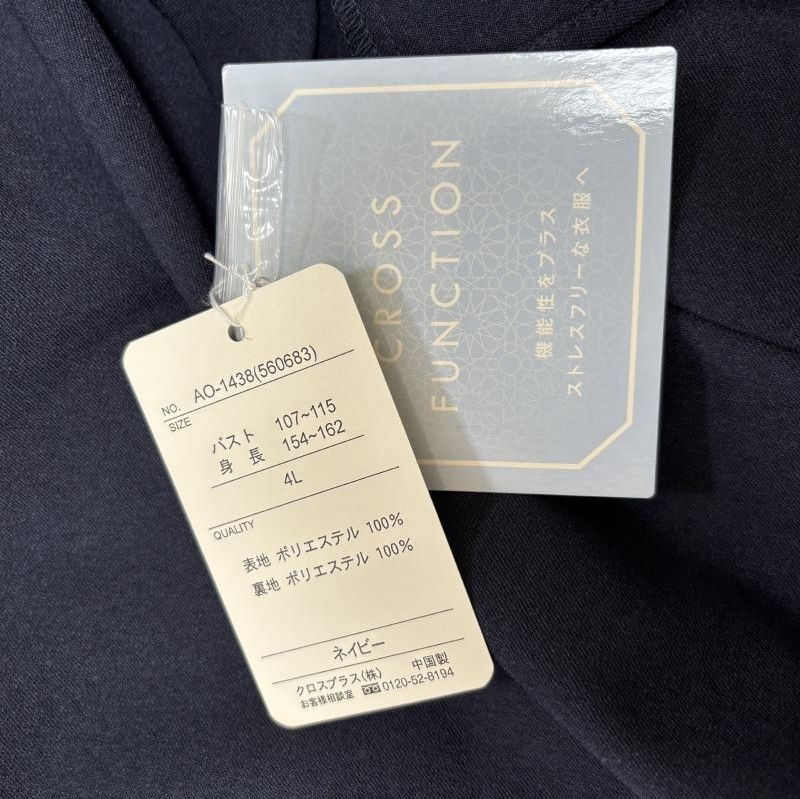 CROSS
FUNCTION
機能性をプラス
ストレスフリーな衣服へ
NO. AO-1438(560683)
SIZE
バスト 107~115
身長 154~162
4L
QUALITY
表地 ポリエステル 100%
裏地 ポリエステル 100%
ネイビー
クロスプラス(株) 中国製
お客様相談室 0120-52-8194